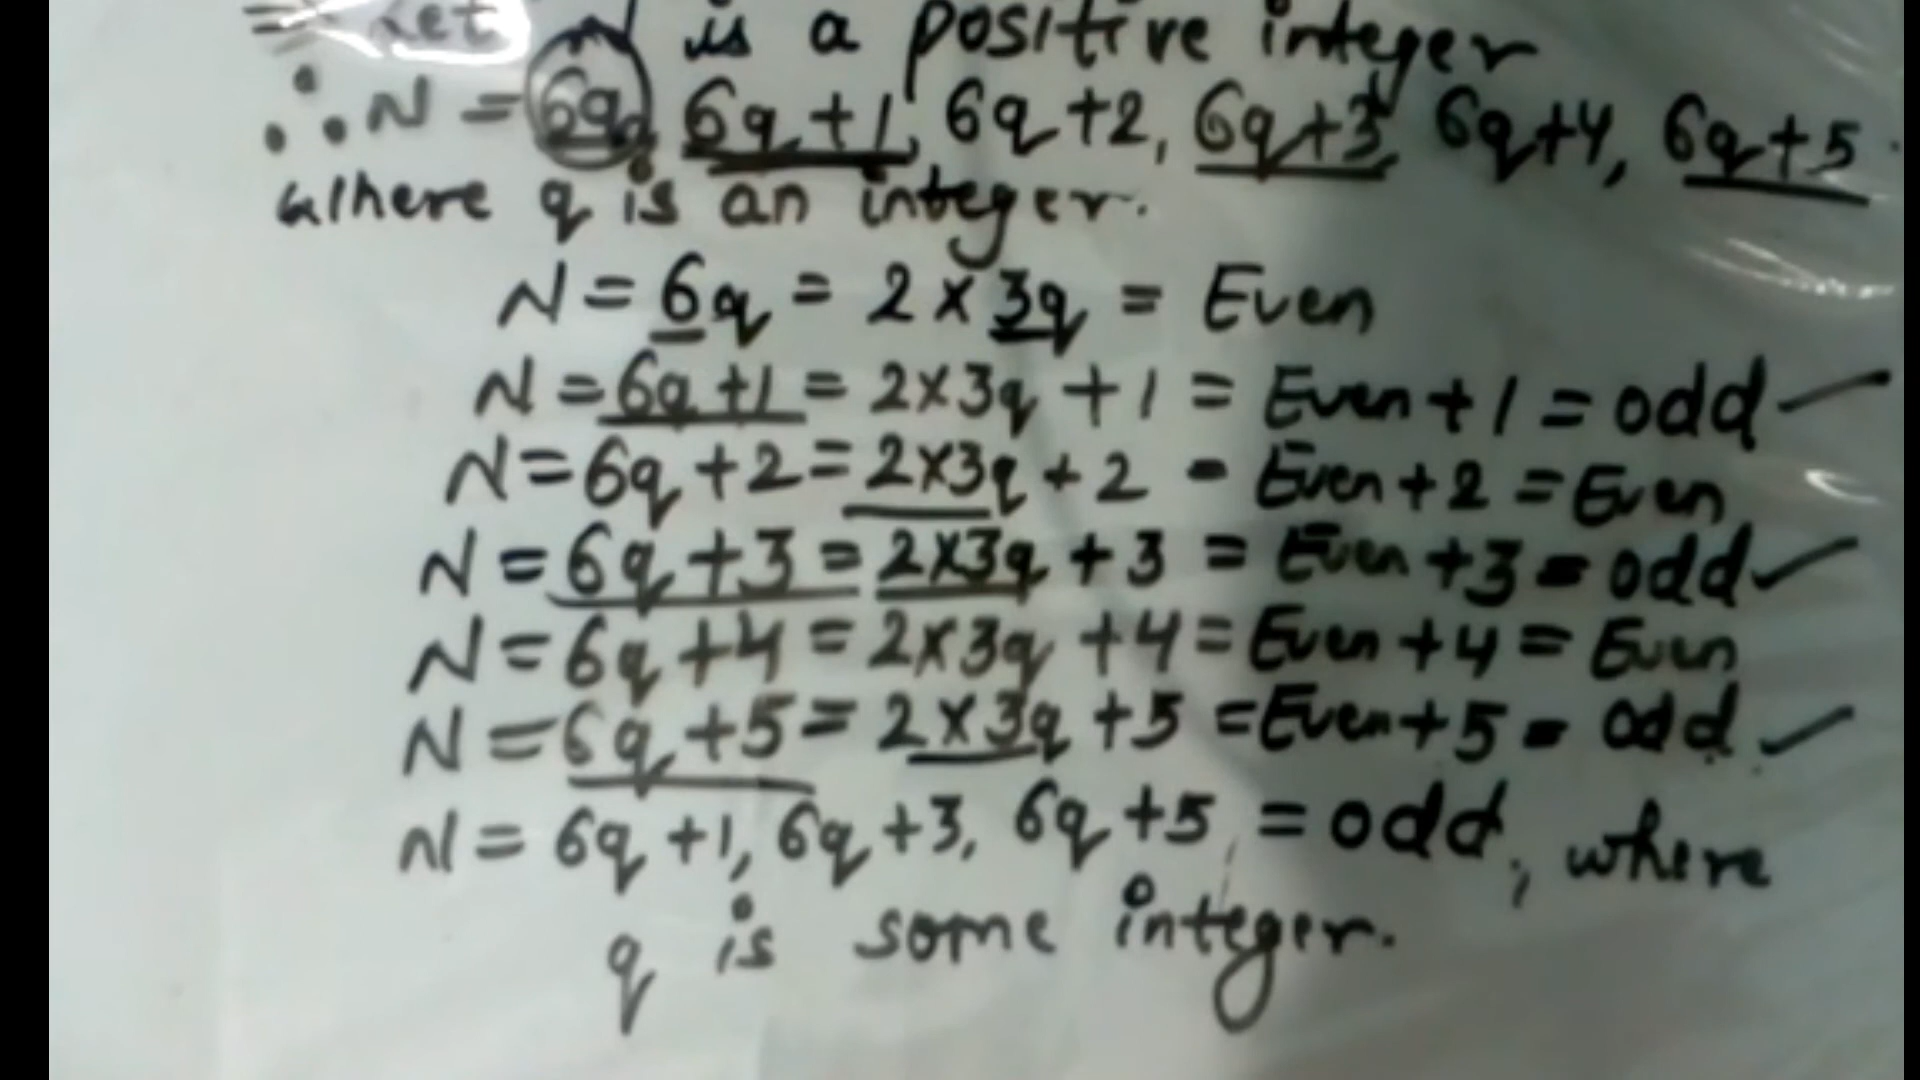 ⇒ Let N is a positive integer
∴ N = 6q, 6q+1, 6q+2, 6q+3, 6q+4, 6q+5.
where q is an integer.
N = 6q = 2 × 3q = Even
N = 6q+1 = 2×3q + 1 = Even + 1 = odd
N = 6q + 2 = 2×3q + 2 - Even + 2 = Even
N = 6q + 3 = 2×3q + 3 = Even + 3 = odd
N = 6q + 4 = 2×3q + 4 = Even + 4 = Even
N = 6q + 5 = 2×3q + 5 = Even + 5 = odd
N = 6q + 1, 6q + 3, 6q + 5 = odd, where
q is some integer.